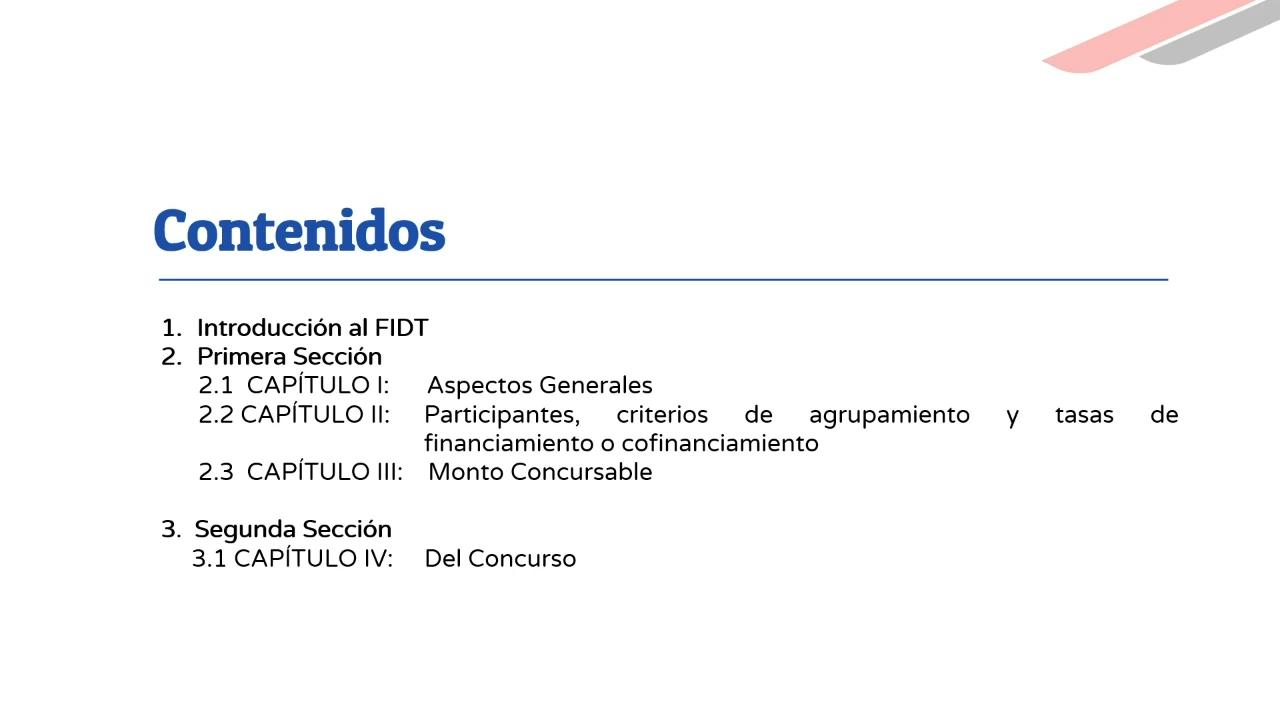 Contenidos
1. Introducción al FIDT
2. Primera Sección
2.1 CAPÍTULO I: Aspectos Generales
2.2 CAPÍTULO II: Participantes, criterios de agrupamiento y tasas de
financiamiento o cofinanciamiento
2.3 CAPÍTULO III: Monto Concursable
3. Segunda Sección
3.1 CAPÍTULO IV: Del Concurso